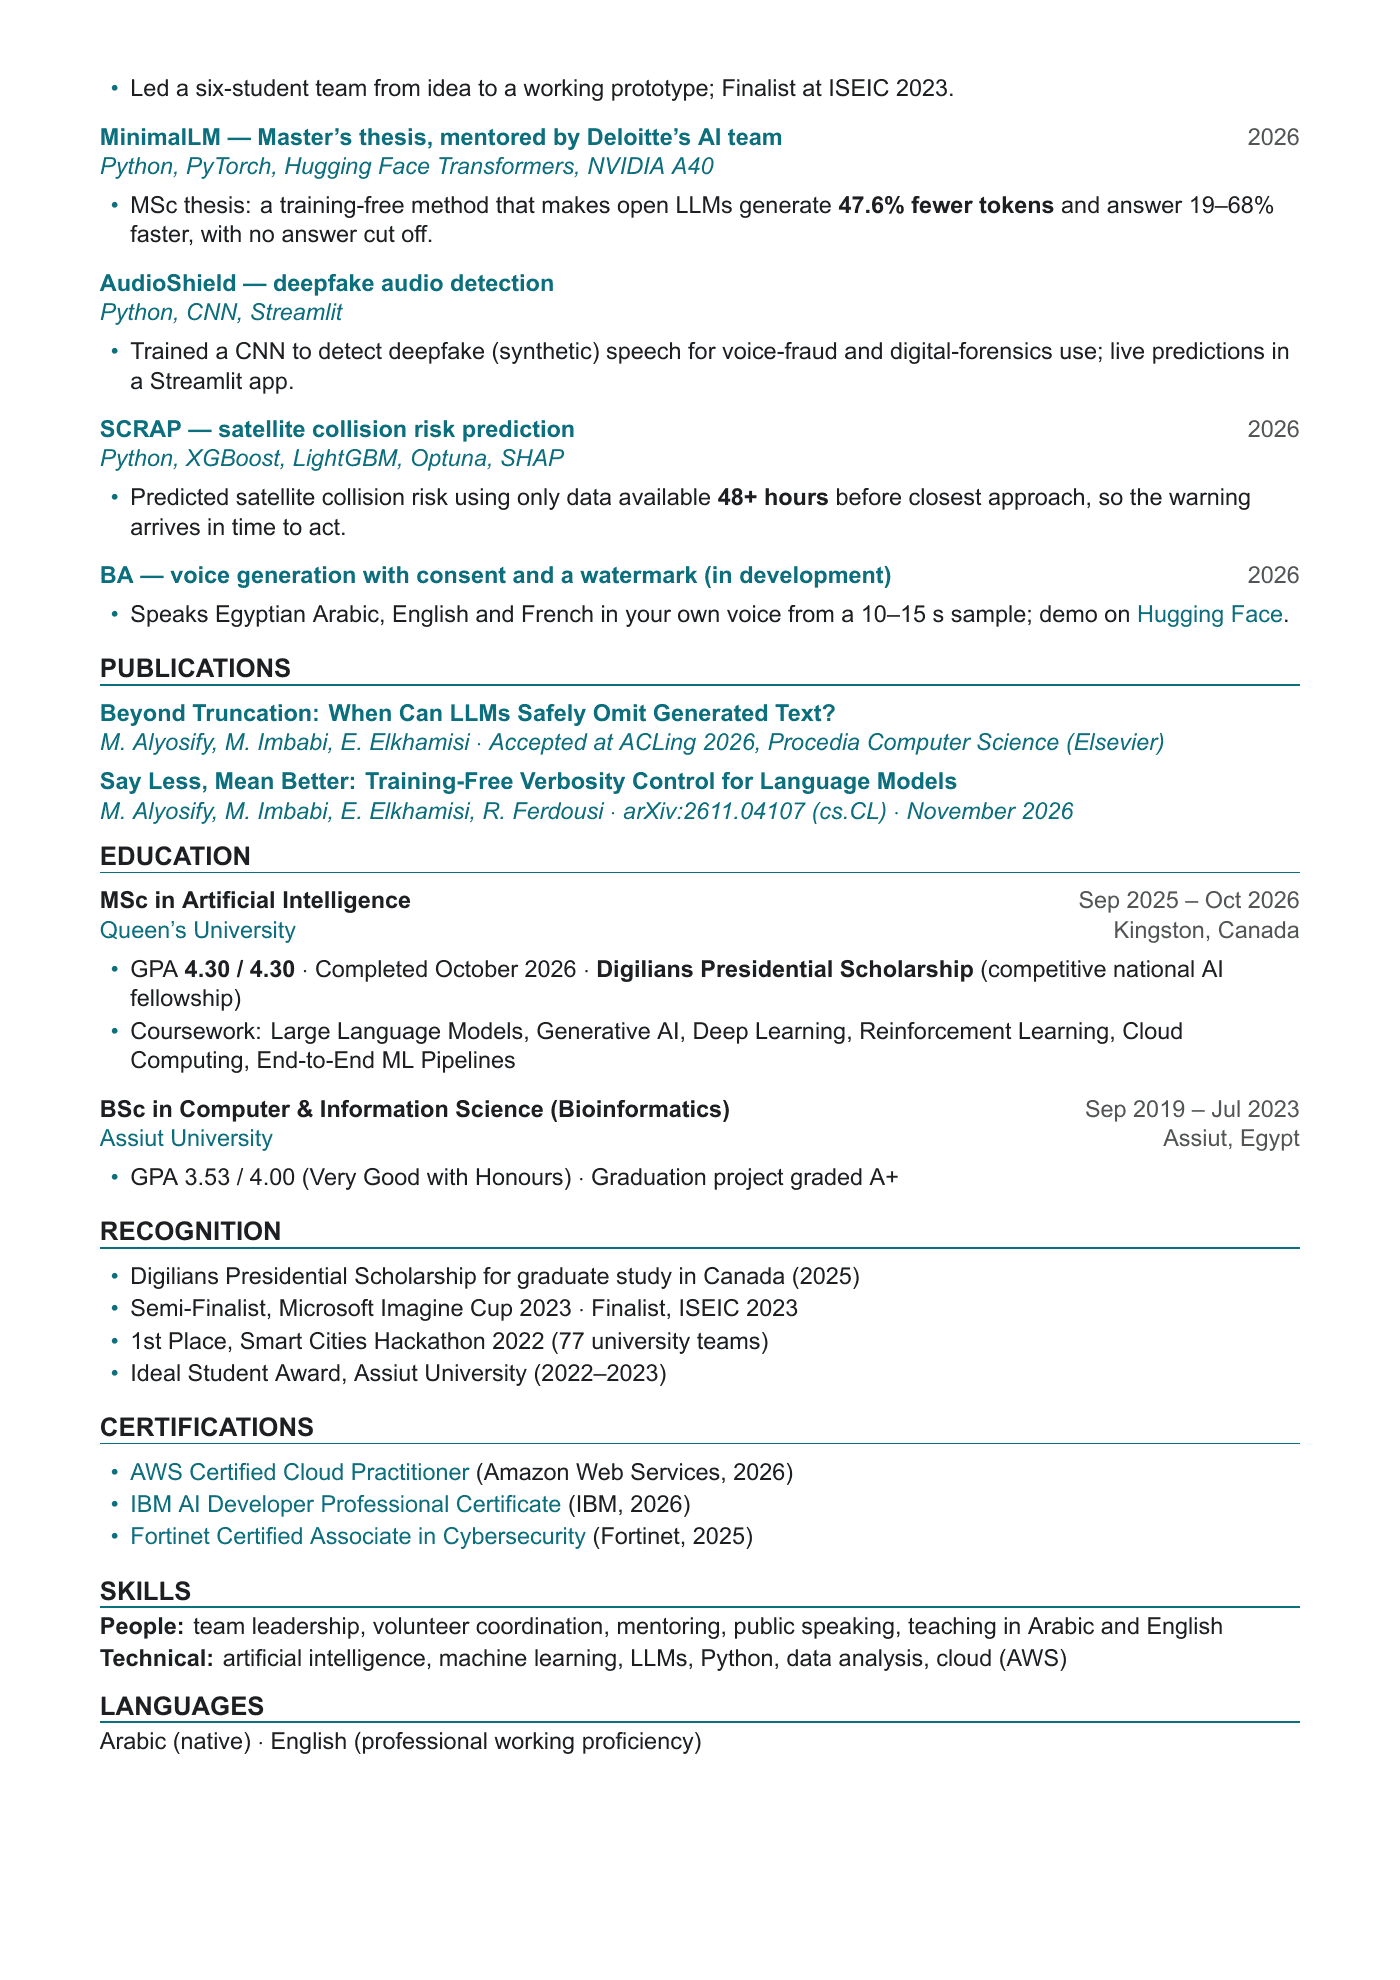 • Led a six-student team from idea to a working prototype; Finalist at ISEIC 2023.
MinimalLM — Master’s thesis, mentored by Deloitte’s AI team 2026
Python, PyTorch, Hugging Face Transformers, NVIDIA A40
• MSc thesis: a training-free method that makes open LLMs generate 47.6% fewer tokens and answer 19–68%
faster, with no answer cut off.
AudioShield — deepfake audio detection
Python, CNN, Streamlit
• Trained a CNN to detect deepfake (synthetic) speech for voice-fraud and digital-forensics use; live predictions in
a Streamlit app.
SCRAP — satellite collision risk prediction 2026
Python, XGBoost, LightGBM, Optuna, SHAP
• Predicted satellite collision risk using only data available 48+ hours before closest approach, so the warning
arrives in time to act.
BA — voice generation with consent and a watermark (in development) 2026
• Speaks Egyptian Arabic, English and French in your own voice from a 10–15 s sample; demo on Hugging Face.
PUBLICATIONS
Beyond Truncation: When Can LLMs Safely Omit Generated Text?
M. Alyosify, M. Imbabi, E. Elkhamisi · Accepted at ACLing 2026, Procedia Computer Science (Elsevier)
Say Less, Mean Better: Training-Free Verbosity Control for Language Models
M. Alyosify, M. Imbabi, E. Elkhamisi, R. Ferdousi · arXiv:2611.04107 (cs.CL) · November 2026
EDUCATION
MSc in Artificial Intelligence Sep 2025 – Oct 2026
Queen’s University Kingston, Canada
• GPA 4.30 / 4.30 · Completed October 2026 · Digilians Presidential Scholarship (competitive national AI
fellowship)
• Coursework: Large Language Models, Generative AI, Deep Learning, Reinforcement Learning, Cloud
Computing, End-to-End ML Pipelines
BSc in Computer & Information Science (Bioinformatics) Sep 2019 – Jul 2023
Assiut University Assiut, Egypt
• GPA 3.53 / 4.00 (Very Good with Honours) · Graduation project graded A+
RECOGNITION
• Digilians Presidential Scholarship for graduate study in Canada (2025)
• Semi-Finalist, Microsoft Imagine Cup 2023 · Finalist, ISEIC 2023
• 1st Place, Smart Cities Hackathon 2022 (77 university teams)
• Ideal Student Award, Assiut University (2022–2023)
CERTIFICATIONS
• AWS Certified Cloud Practitioner (Amazon Web Services, 2026)
• IBM AI Developer Professional Certificate (IBM, 2026)
• Fortinet Certified Associate in Cybersecurity (Fortinet, 2025)
SKILLS
People: team leadership, volunteer coordination, mentoring, public speaking, teaching in Arabic and English
Technical: artificial intelligence, machine learning, LLMs, Python, data analysis, cloud (AWS)
LANGUAGES
Arabic (native) · English (professional working proficiency)